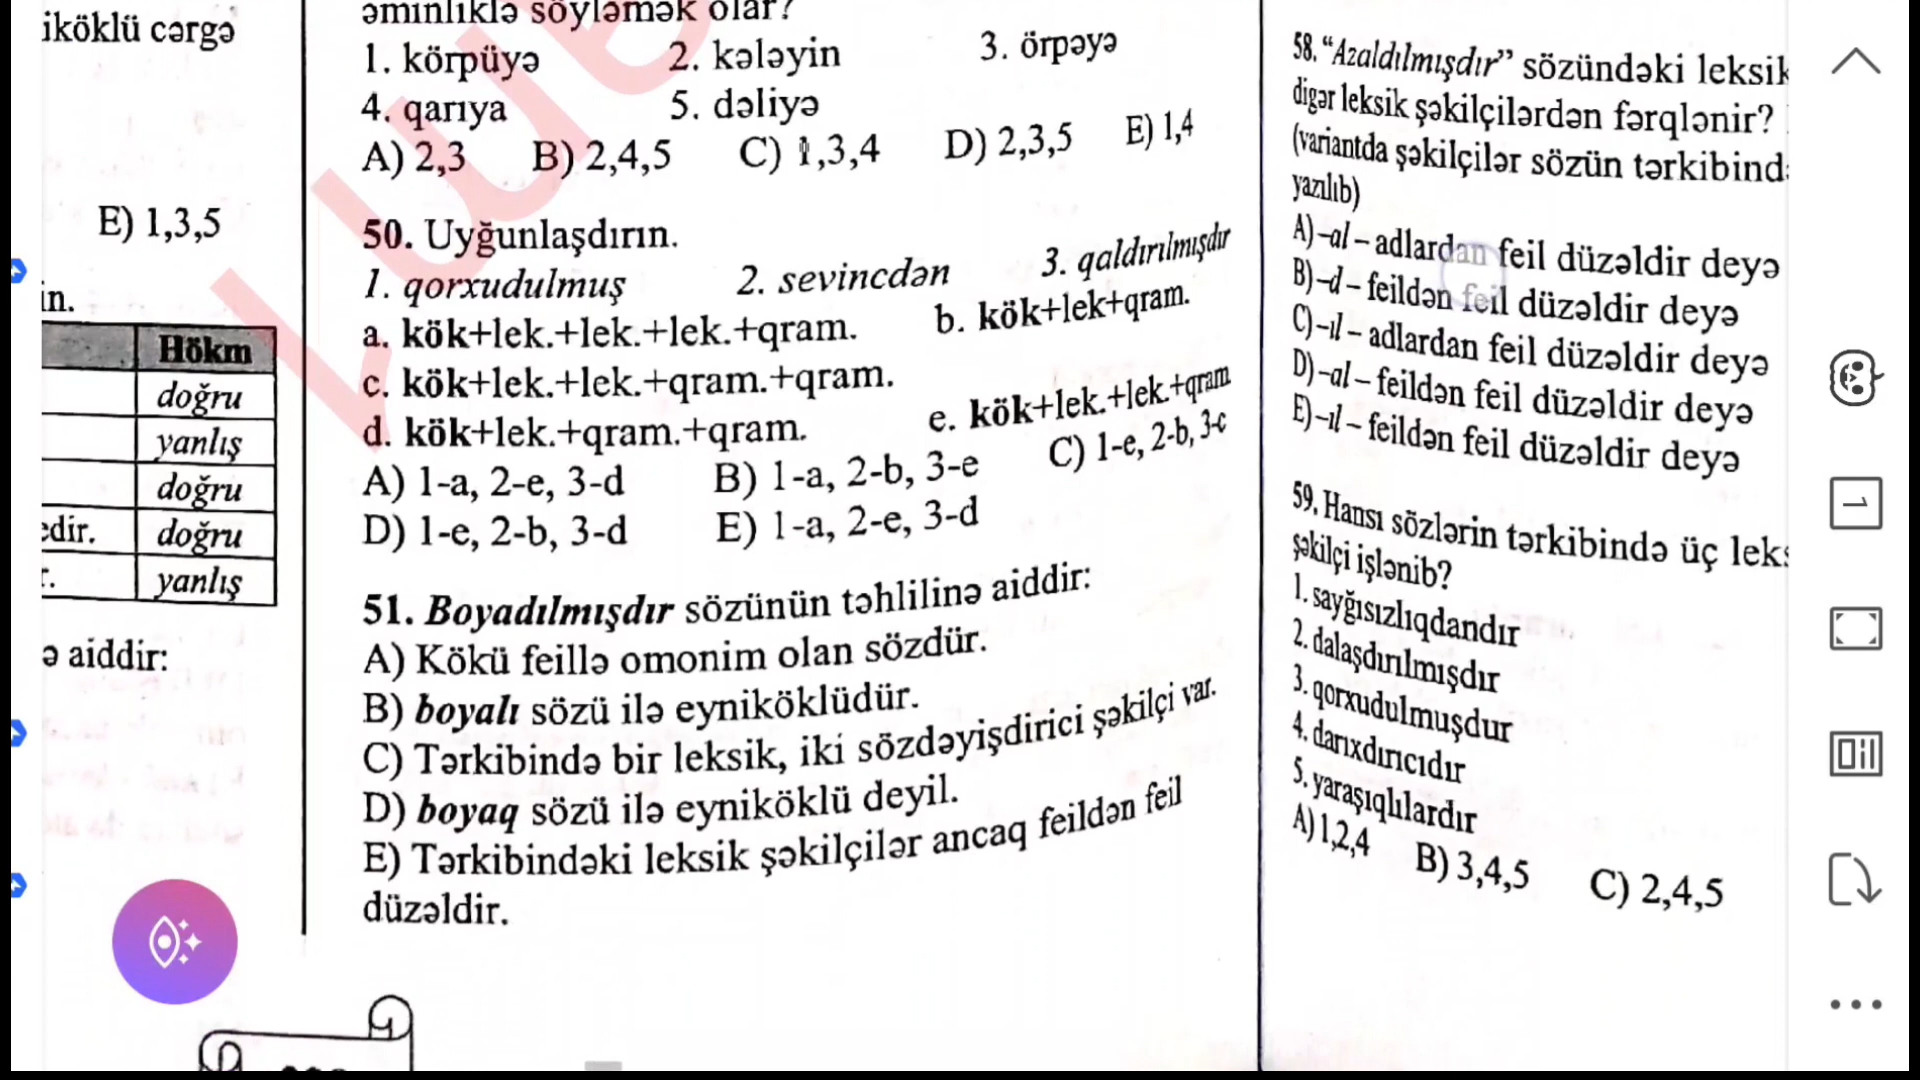 iköklü cərgə
E) 1,3,5
in.
Hökm
doğru
yanlış
doğru
edir. doğru
r. yanlış
ə aiddir:
əminliklə söyləmək olar?
1. körpüyə 2. kələyin 3. örpəyə
4. qarıya 5. dəliyə
A) 2,3 B) 2,4,5 C) 1,3,4 D) 2,3,5 E) 1,4
50. Uyğunlaşdırın.
1. qorxudulmuş 2. sevincdən 3. qaldırılmışdır
a. kök+lek.+lek.+lek.+qram. b. kök+lek+qram.
c. kök+lek.+lek.+qram.+qram.
d. kök+lek.+qram.+qram. e. kök+lek.+lek.+qram
A) 1-a, 2-e, 3-d B) 1-a, 2-b, 3-e C) 1-e, 2-b, 3-c
D) 1-e, 2-b, 3-d E) 1-a, 2-e, 3-d
51. Boyadılmışdır sözünün təhlilinə aiddir:
A) Kökü feillə omonim olan sözdür.
B) boyalı sözü ilə eyniköklüdür.
C) Tərkibində bir leksik, iki sözdəyişdirici şəkilçi var.
D) boyaq sözü ilə eyniköklü deyil.
E) Tərkibindəki leksik şəkilçilər ancaq feildən feil
düzəldir.
58. “Azaldılmışdır” sözündəki leksik
digər leksik şəkilçilərdən fərqlənir?
(variantda şəkilçilər sözün tərkibind
yazılıb)
A) -al – adlardan feil düzəldir deyə
B) -d – feildən feil düzəldir deyə
C) -ıl – adlardan feil düzəldir deyə
D) -al – feildən feil düzəldir deyə
E) -ıl – feildən feil düzəldir deyə
59. Hansı sözlərin tərkibində üç leks
şəkilçi işlənib?
1. sayğısızlıqdandır
2. dalaşdırılmışdır
3. qorxudulmuşdur
4. darıxdırıcıdır
5. yaraşıqlılardır
A) 1,2,4 B) 3,4,5 C) 2,4,5